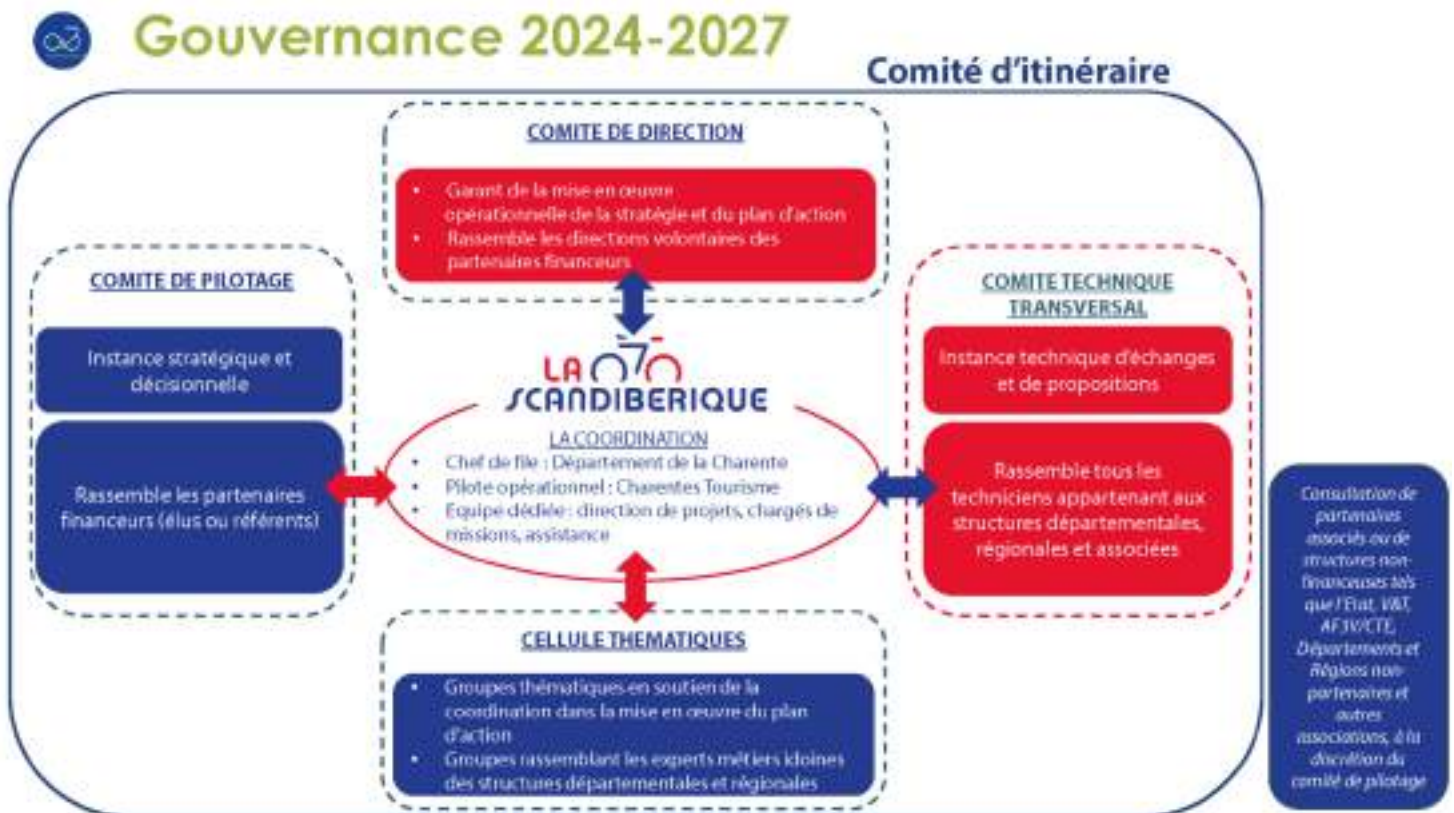 Gouvernance 2024-2027
Comité d'itinéraire
COMITE DE DIRECTION
• Garant de la mise en œuvre
opérationnelle de la stratégie et du plan d'action
• Rassemble les directions volontaires des
partenaires financeurs
COMITE DE PILOTAGE
Instance stratégique et
décisionnelle
Rassemble les partenaires
financeurs (élus ou référents)
LA
SCANDIBERIQUE
LA COORDINATION
• Chef de file : Département de la Charente
• Pilote opérationnel : Charentes Tourisme
• Equipe dédiée : direction de projets, chargés de
missions, assistance
COMITE TECHNIQUE
TRANSVERSAL
Instance technique d'échanges
et de propositions
Rassemble tous les
techniciens appartenant aux
structures départementales,
régionales et associées
CELLULE THEMATIQUES
• Groupes thématiques en soutien de la
coordination dans la mise en œuvre du plan
d'action
• Groupes rassemblant les experts métiers idoines
des structures départementales et régionales
Consultation de
partenaires
associés ou de
structures non-
financeuses tels
que l'Etat, V&T,
AF3V/CTE,
Départements et
Régions non-
partenaires et
autres
associations, à la
discrétion du
comité de pilotage